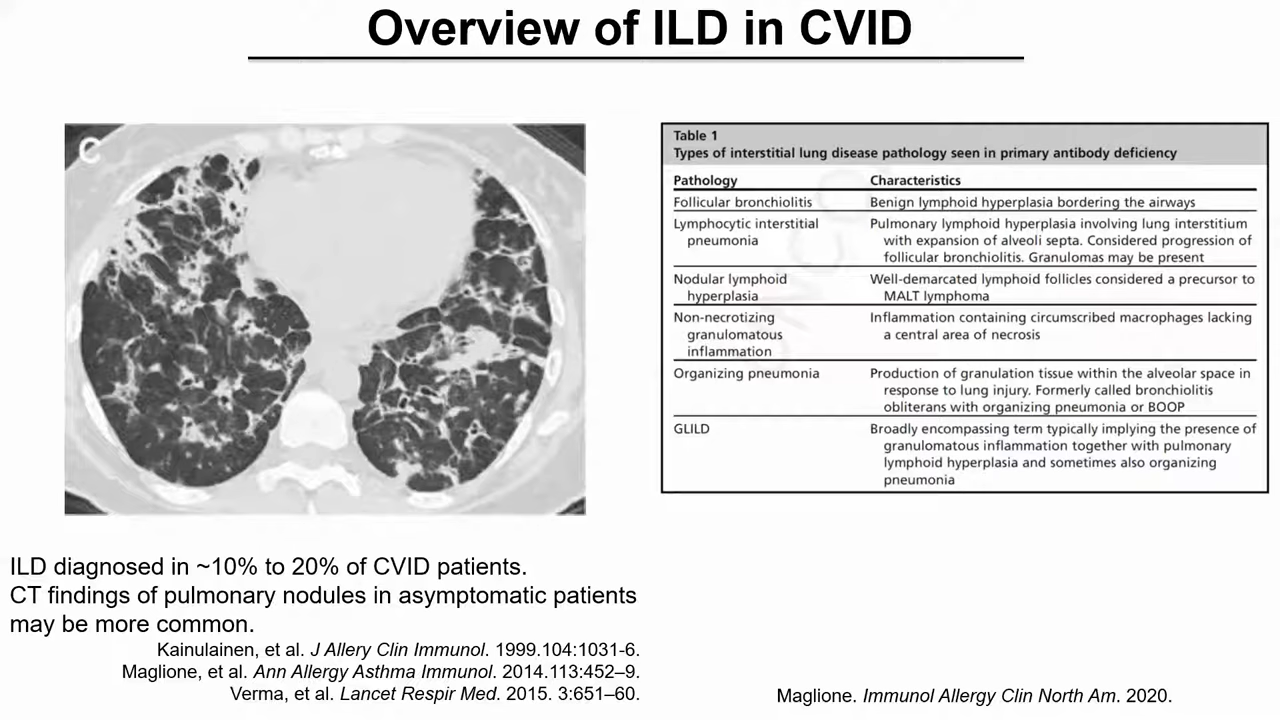 Overview of ILD in CVID
C
Table 1
Types of interstitial lung disease pathology seen in primary antibody deficiency
Pathology Characteristics
Follicular bronchiolitis Benign lymphoid hyperplasia bordering the airways
Lymphocytic interstitial Pulmonary lymphoid hyperplasia involving lung interstitium
pneumonia with expansion of alveoli septa. Considered progression of
follicular bronchiolitis. Granulomas may be present
Nodular lymphoid Well-demarcated lymphoid follicles considered a precursor to
hyperplasia MALT lymphoma
Non-necrotizing Inflammation containing circumscribed macrophages lacking
granulomatous a central area of necrosis
inflammation
Organizing pneumonia Production of granulation tissue within the alveolar space in
response to lung injury. Formerly called bronchiolitis
obliterans with organizing pneumonia or BOOP
GLILD Broadly encompassing term typically implying the presence of
granulomatous inflammation together with pulmonary
lymphoid hyperplasia and sometimes also organizing
pneumonia
ILD diagnosed in ~10% to 20% of CVID patients.
CT findings of pulmonary nodules in asymptomatic patients
may be more common.
Kainulainen, et al. J Allery Clin Immunol. 1999.104:1031-6.
Maglione, et al. Ann Allergy Asthma Immunol. 2014.113:452–9.
Verma, et al. Lancet Respir Med. 2015. 3:651–60.
Maglione. Immunol Allergy Clin North Am. 2020.